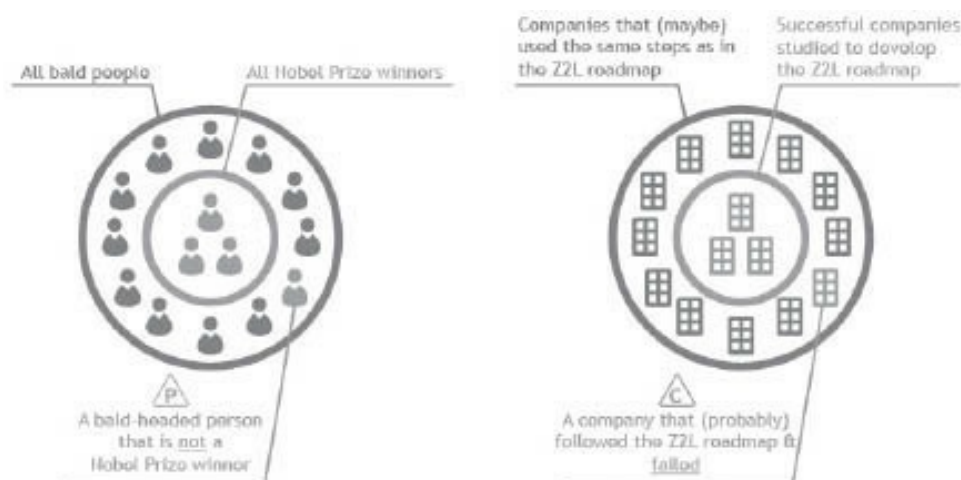 All bald people
All Nobel Prize winners
P
A bald-headed person
that is not a
Nobel Prize winner
Companies that (maybe)
used the same steps as in
the Z2L roadmap
Successful companies
studied to develop
the Z2L roadmap
C
A company that (probably)
followed the Z2L roadmap &
failed